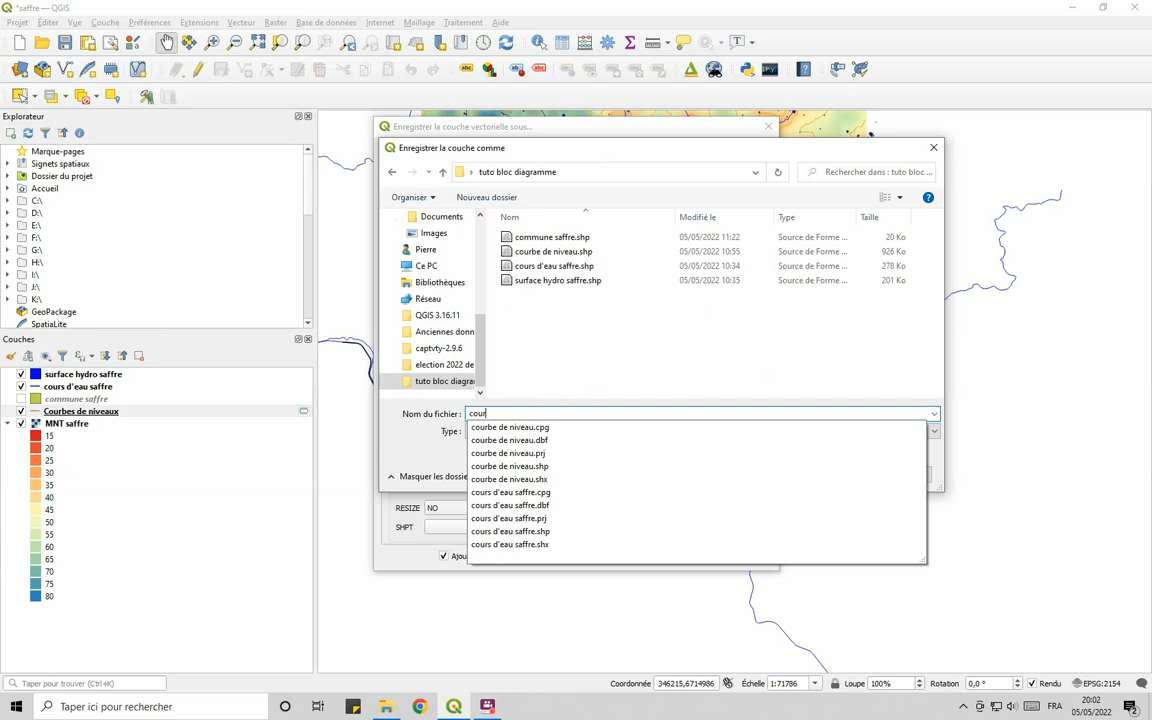 *saffre — QGIS
Projet Éditer Vue Couche Préférences Extensions Vecteur Raster Base de données Internet Maillage Traitement Aide
Explorateur
Marque-pages
Signets spatiaux
Dossier du projet
Accueil
C:\
D:\
E:\
F:\
G:\
H:\
I:\
J:\
K:\
GeoPackage
SpatiaLite
Couches
surface hydro saffre
cours d'eau saffre
commune saffre
Courbes de niveaux
MNT saffre
15
20
25
30
35
40
45
50
55
60
65
70
75
80
Enregistrer la couche vectorielle sous...
Enregistrer la couche comme
tuto bloc diagramme
Rechercher dans : tuto bloc ...
Organiser Nouveau dossier
Documents
Images
Pierre
Ce PC
Bibliothèques
Réseau
QGIS 3.16.11
Anciennes donn
captvty-2.9.6
election 2022 de
tuto bloc diagra
Nom Modifié le Type Taille
commune saffre.shp 05/05/2022 11:22 Source de Forme ... 20 Ko
courbe de niveau.shp 05/05/2022 10:55 Source de Forme ... 926 Ko
cours d'eau saffre.shp 05/05/2022 10:34 Source de Forme ... 278 Ko
surface hydro saffre.shp 05/05/2022 10:35 Source de Forme ... 201 Ko
Nom du fichier : cour
Type :
courbe de niveau.cpg
courbe de niveau.dbf
courbe de niveau.prj
courbe de niveau.shp
courbe de niveau.shx
cours d'eau saffre.cpg
cours d'eau saffre.dbf
cours d'eau saffre.prj
cours d'eau saffre.shp
cours d'eau saffre.shx
Masquer les dossie
RESIZE NO
SHPT
Ajou
Taper pour trouver (Ctrl+K)
Coordonnée 346215,6714986 Échelle 1:71786 Loupe 100% Rotation 0,0 ° Rendu EPSG:2154
Taper ici pour rechercher
FRA
20:02
05/05/2022
2